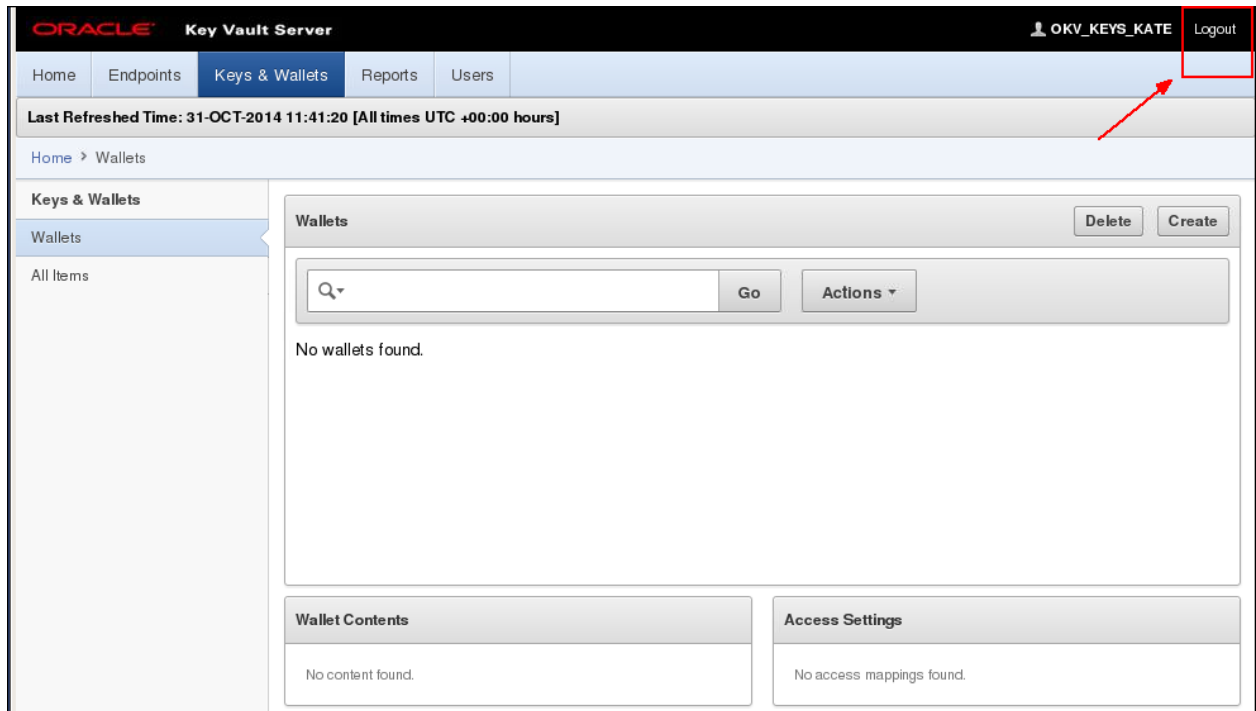 ORACLE Key Vault Server OKV_KEYS_KATE Logout
Home Endpoints Keys & Wallets Reports Users
Last Refreshed Time: 31-OCT-2014 11:41:20 [All times UTC +00:00 hours]
Home > Wallets
Keys & Wallets
Wallets
All Items
Wallets Delete Create
Go Actions
No wallets found.
Wallet Contents
No content found.
Access Settings
No access mappings found.